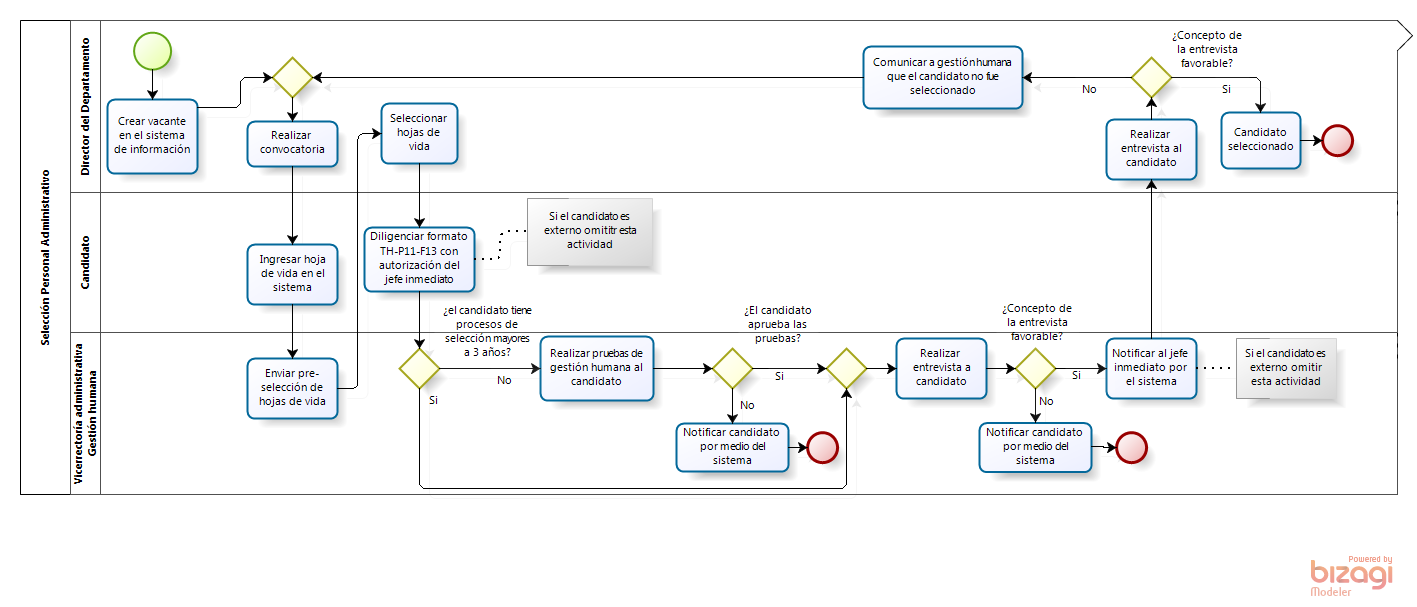 Selección Personal Administrativo
Director del Departamento
Crear vacante
en el sistema
de información
Realizar
convocatoria
Seleccionar
hojas de
vida
Comunicar a gestión humana
que el candidato no fue
seleccionado
No
¿Concepto de
la entrevista
favorable?
Si
Realizar
entrevista al
candidato
Candidato
seleccionado
Candidato
Ingresar hoja
de vida en el
sistema
Diligenciar formato
TH-P11-F13 con
autorización del
jefe inmediato
Si el candidato es
externo omititr esta
actividad
Vicerrectoría administrativa
Gestión humana
Enviar pre-
selección de
hojas de vida
¿el candidato tiene
procesos de
selección mayores
a 3 años?
No
Si
Realizar pruebas de
gestión humana al
candidato
¿El candidato
aprueba las
pruebas?
Si
No
Notificar candidato
por medio del
sistema
Realizar
entrevista a
candidato
¿Concepto de
la entrevista
favorable?
Si
No
Notificar candidato
por medio del
sistema
Notificar al jefe
inmediato por
el sistema
Si el candidato es
externo omitir
esta actividad
Powered by
bizagi
Modeler